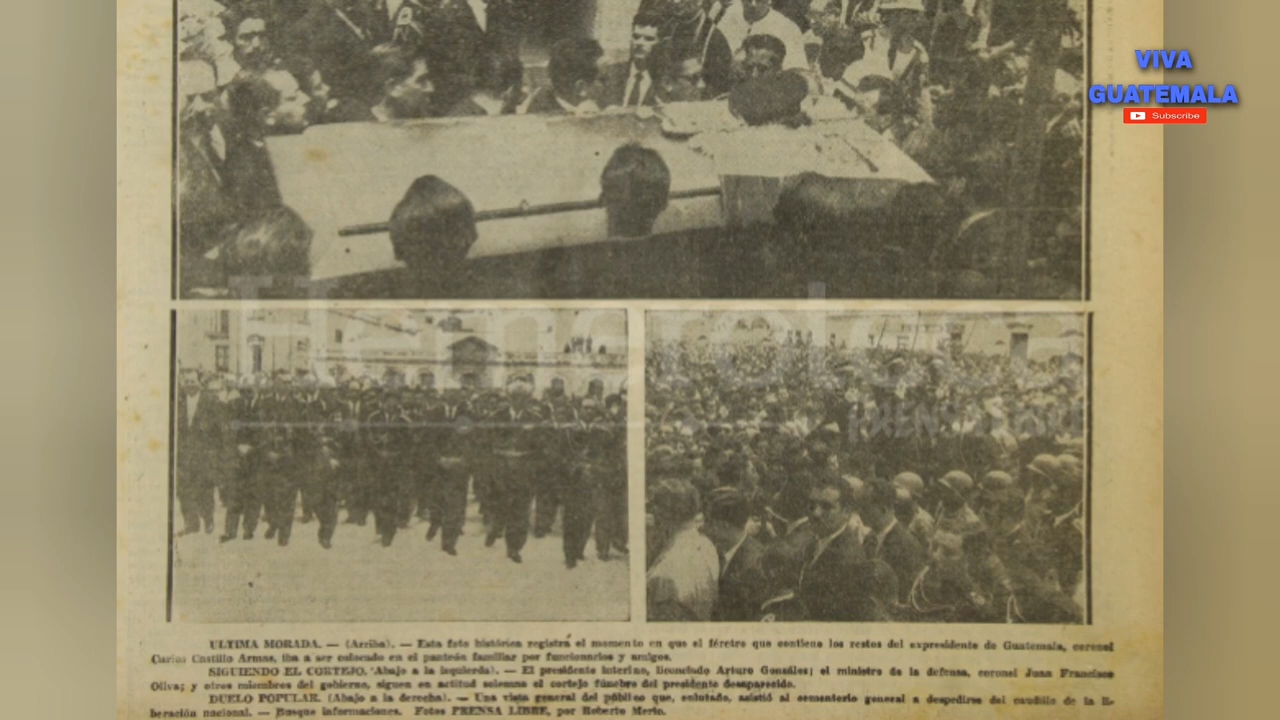 VIVA
GUATEMALA
Subscribe
Hemeroteca
PRENSA LIBRE
ULTIMA MORADA. — (Arriba). — Esta foto histórica registra el momento en que el féretro que contiene los restos del expresidente de Guatemala, coronel
Carlos Castillo Armas, iba a ser colocado en el panteón familiar por funcionarios y amigos.
SIGUIENDO EL CORTEJO. (Abajo a la izquierda). — El presidente interino, licenciado Arturo González; el ministro de la defensa, coronel Juan Francisco
Oliva; y otros miembros del gobierno, siguen en actitud solemne el cortejo fúnebre del presidente desaparecido.
DUELO POPULAR. (Abajo a la derecha). — Una vista general del público que, enlutado, asistió al cementerio general a despedirse del caudillo de la li-
beración nacional. — Busque informaciones. Fotos PRENSA LIBRE, por Roberto